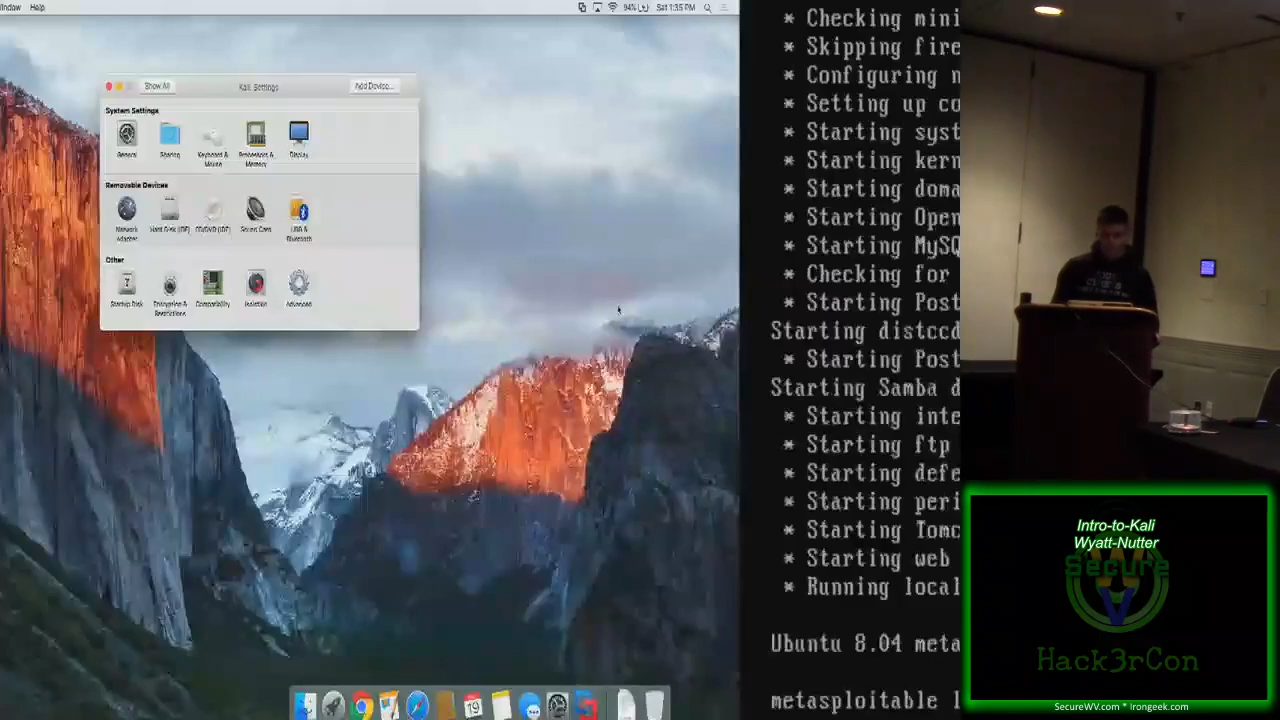 Window Help
94% Sat 1:35 PM
Show All
Kali Settings
Add Device...
System Settings
General
Sharing
Keyboard &
Mouse
Processors &
Memory
Display
Removable Devices
Network
Adapter
Hard Disk (IDE)
CD/DVD (IDE)
Sound Card
USB &
Bluetooth
Other
Startup Disk
Encryption &
Restrictions
Compatibility
Isolation
Advanced
19
* Checking mini
* Skipping fire
* Configuring n
* Setting up co
* Starting syst
* Starting kern
* Starting doma
* Starting Open
* Starting MySQ
* Checking for
* Starting Post
Starting distccd
* Starting Post
Starting Samba d
* Starting inte
* Starting ftp
* Starting defe
* Starting peri
* Starting Tomc
* Starting web
* Running local
Ubuntu 8.04 meta
metasploitable l
Intro-to-Kali
Wyatt-Nutter
Secure
WV
Hack3rCon
SecureWV.com * Irongeek.com